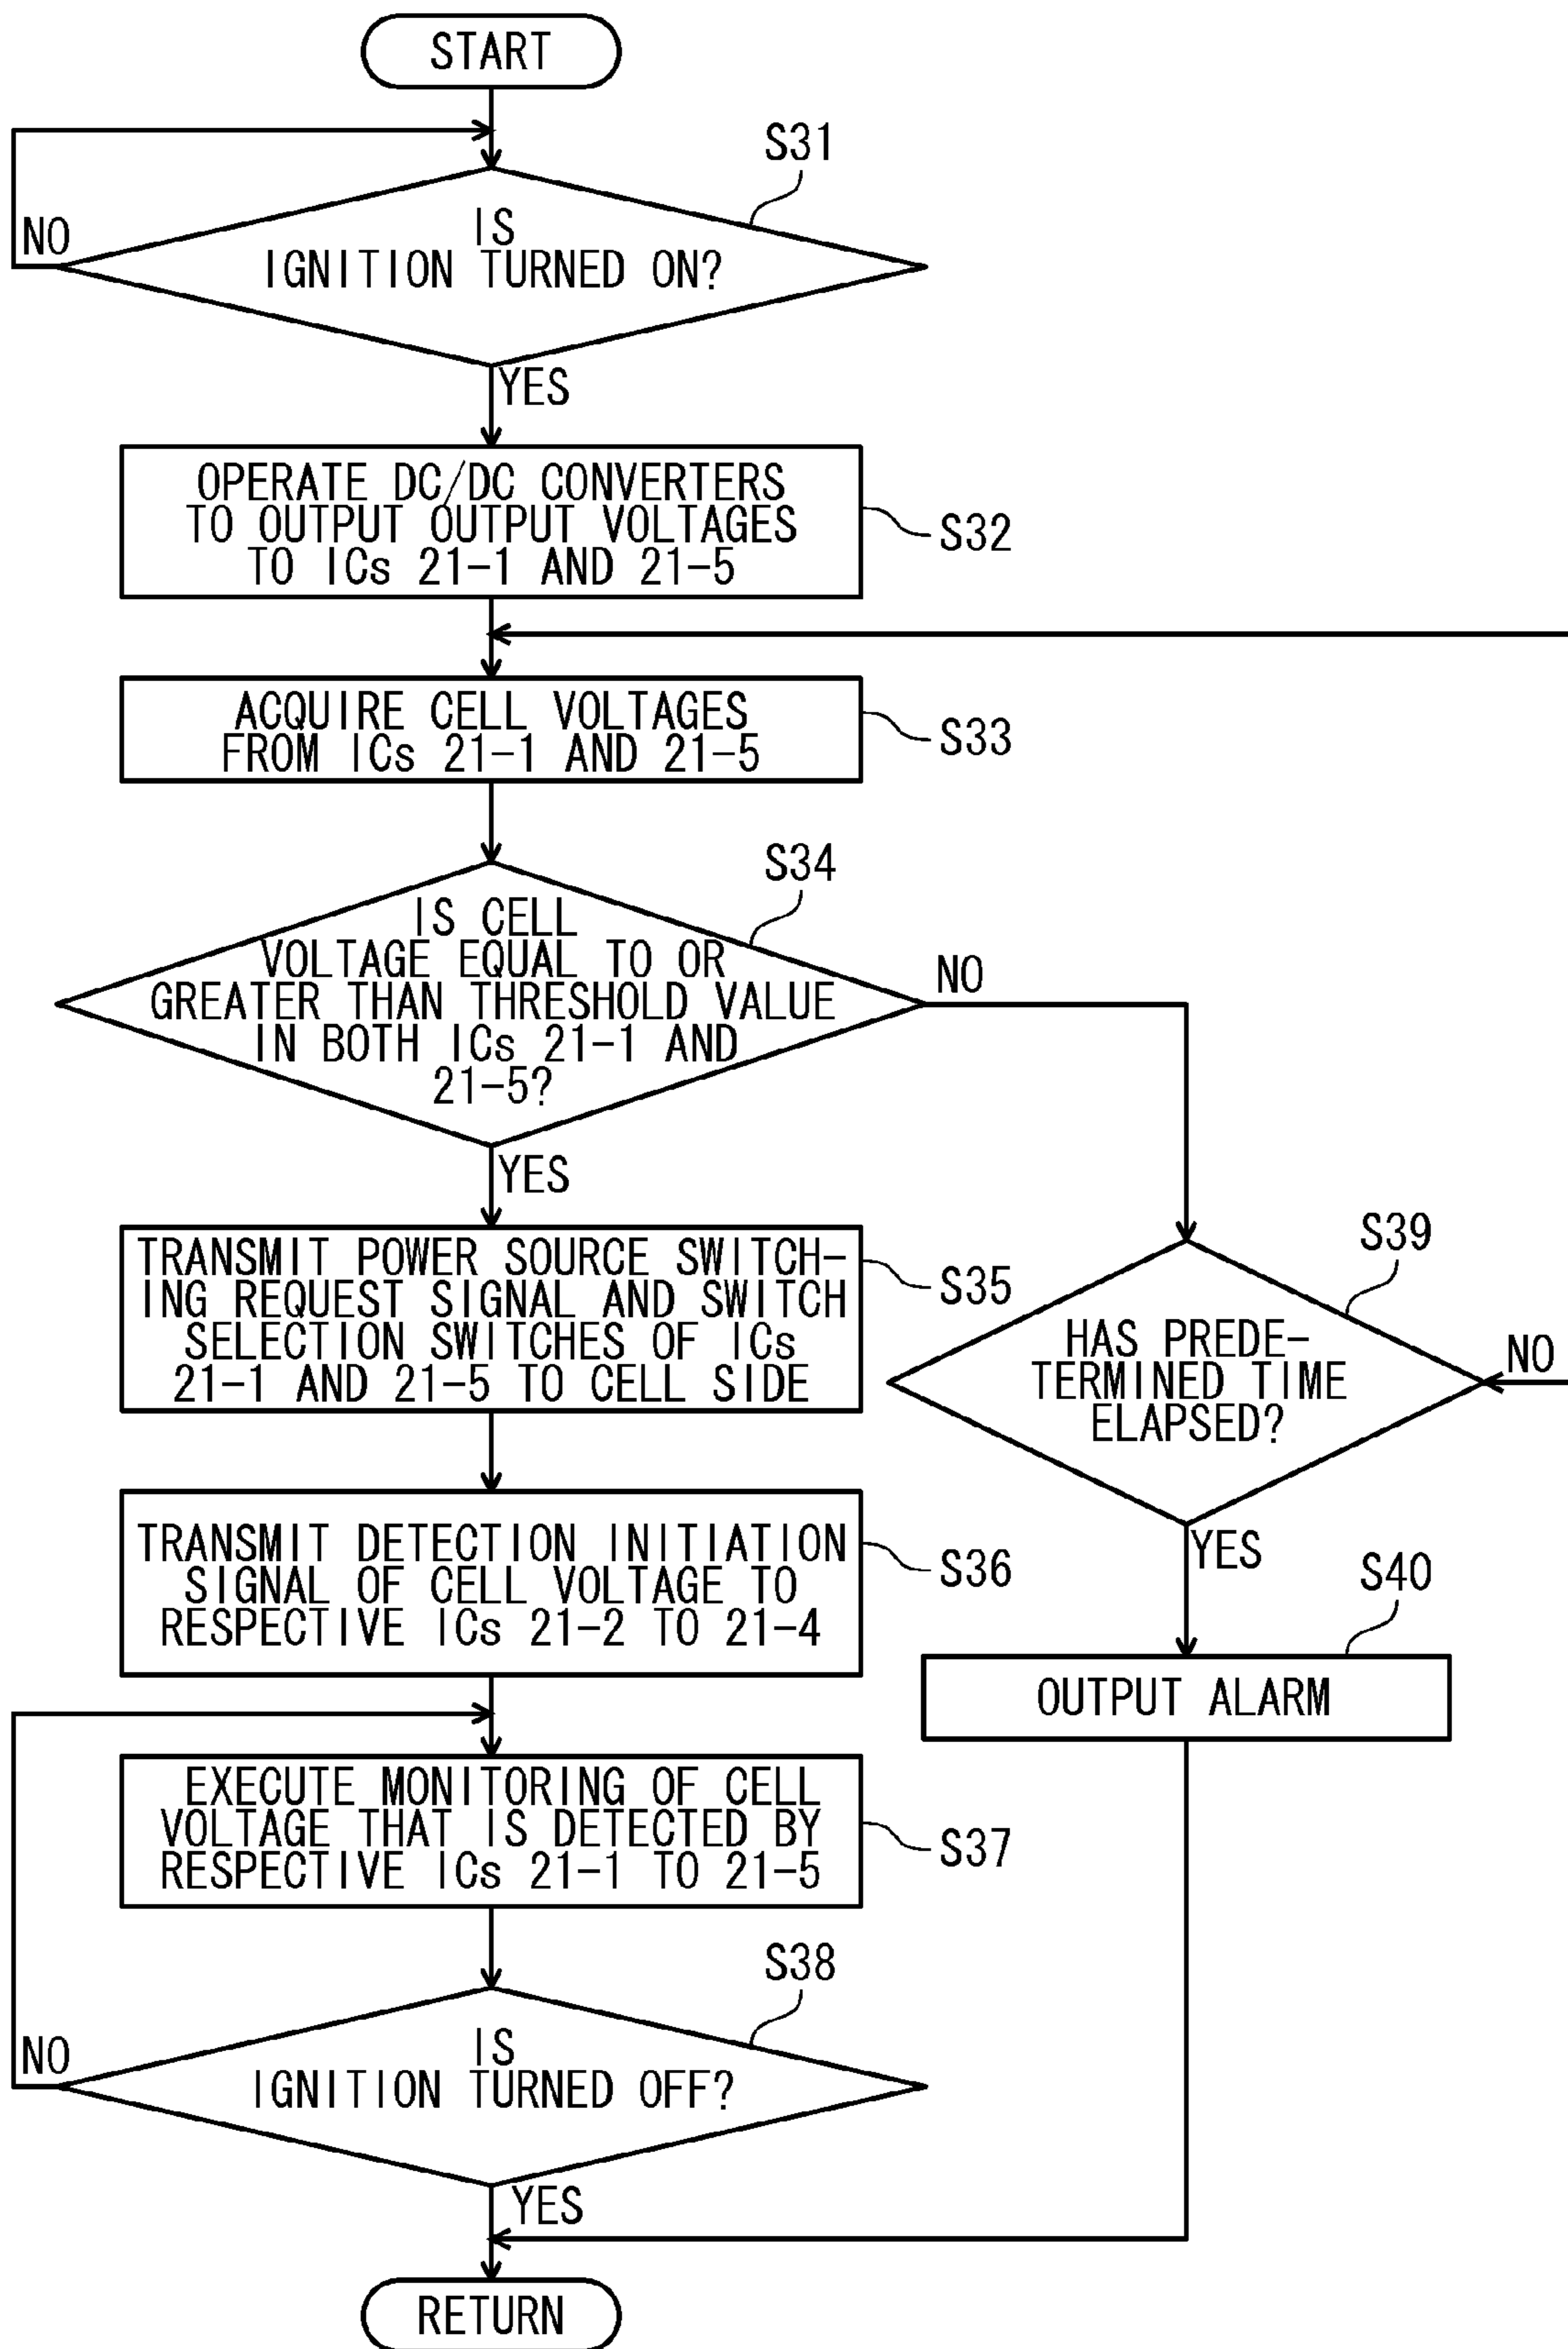 START
S31
NO
IS
IGNITION TURNED ON?
YES
OPERATE DC/DC CONVERTERS
TO OUTPUT OUTPUT VOLTAGES
TO ICs 21-1 AND 21-5
S32
ACQUIRE CELL VOLTAGES
FROM ICs 21-1 AND 21-5
S33
S34
IS CELL
VOLTAGE EQUAL TO OR
GREATER THAN THRESHOLD VALUE
IN BOTH ICs 21-1 AND
21-5?
NO
YES
TRANSMIT POWER SOURCE SWITCH-
ING REQUEST SIGNAL AND SWITCH
SELECTION SWITCHES OF ICs
21-1 AND 21-5 TO CELL SIDE
S35
S39
HAS PREDE-
TERMINED TIME
ELAPSED?
NO
YES
TRANSMIT DETECTION INITIATION
SIGNAL OF CELL VOLTAGE TO
RESPECTIVE ICs 21-2 TO 21-4
S36
S40
OUTPUT ALARM
EXECUTE MONITORING OF CELL
VOLTAGE THAT IS DETECTED BY
RESPECTIVE ICs 21-1 TO 21-5
S37
S38
NO
IS
IGNITION TURNED OFF?
YES
RETURN